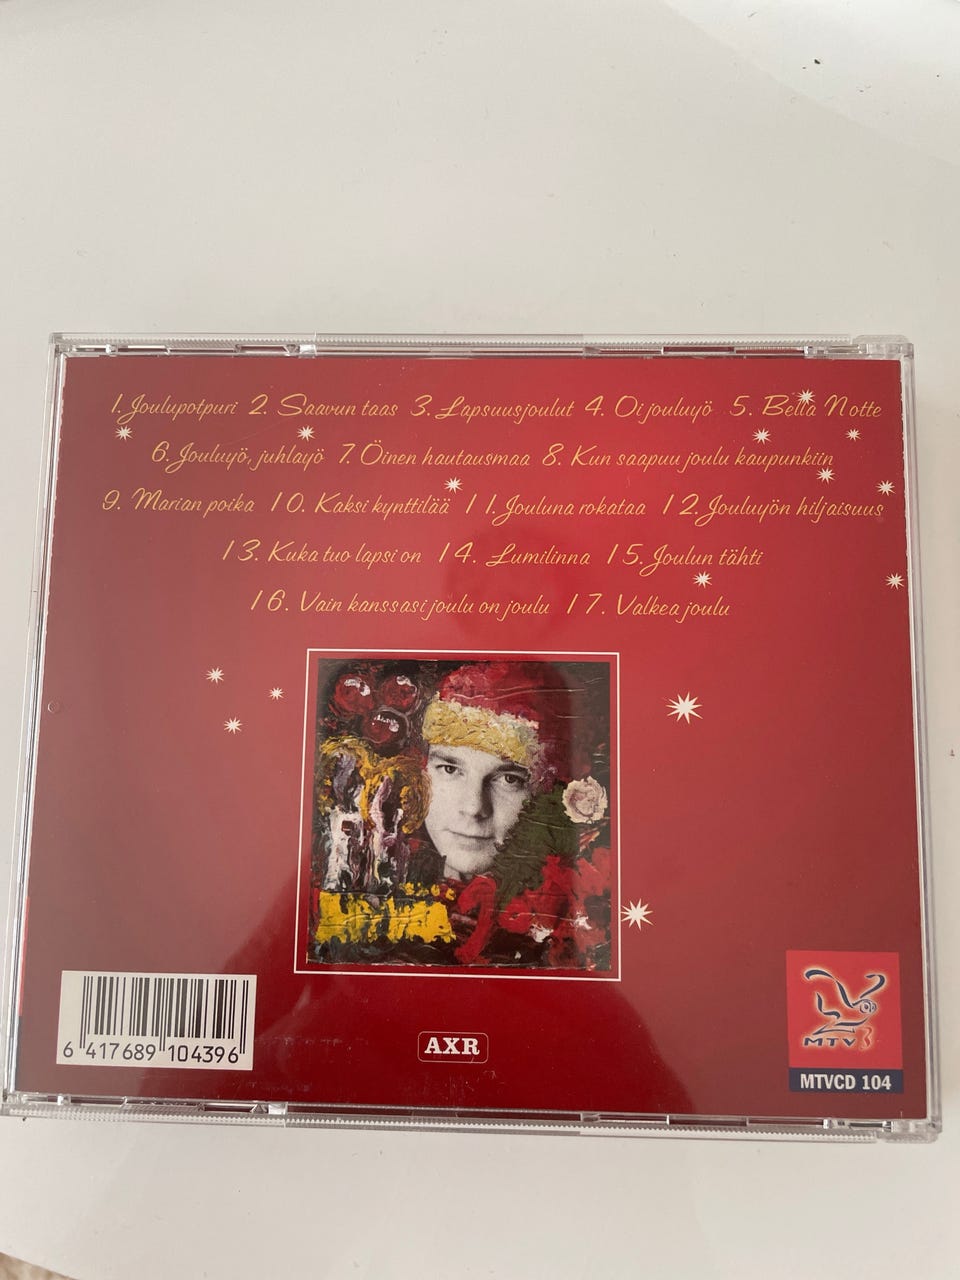 1. Joulupotpuri 2. Saavun taas 3. Lapsuusjoulut 4. Oi jouluyö 5. Bella Notte
6. Jouluyö, juhlayö 7. Öinen hautausmaa 8. Kun saapuu joulu kaupunkiin
9. Marian poika 10. Kaksi kynttilää 11. Jouluna rokataa 12. Jouluyön hiljaisuus
13. Kuka tuo lapsi on 14. Lumilinna 15. Joulun tähti
16. Vain kanssasi joulu on joulu 17. Valkea joulu
6 417689 104396
AXR
MTV3
MTVCD 104